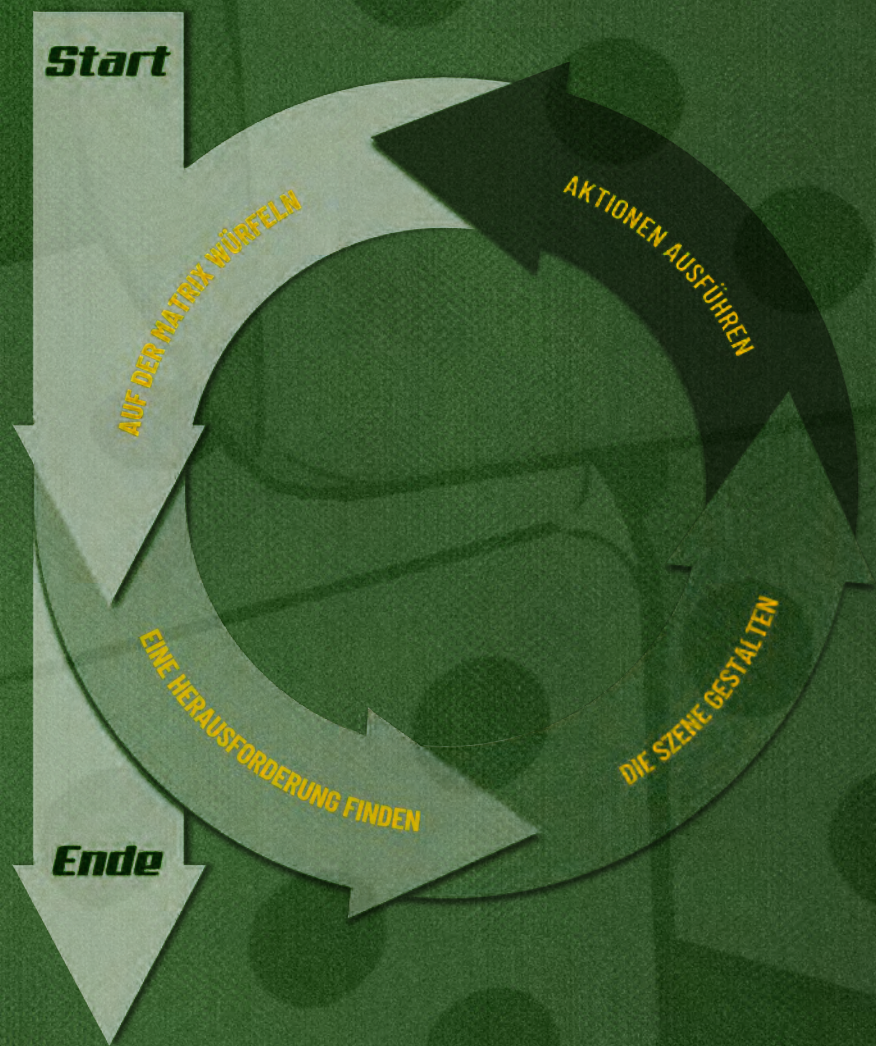 Start
AUF DER MATRIX WÜRFELN
EINE HERAUSFORDERUNG FINDEN
DIE SZENE GESTALTEN
AKTIONEN AUSFÜHREN
Ende